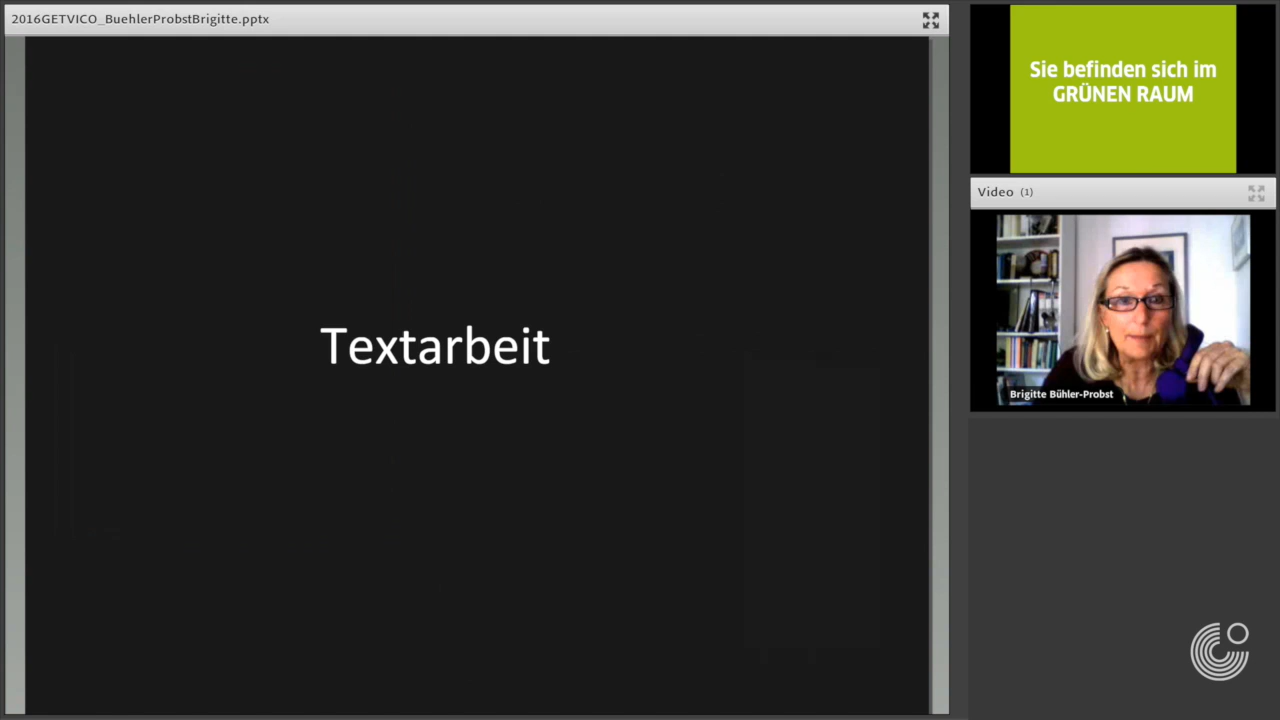 2016GETVICO_BuehlerProbstBrigitte.pptx
Textarbeit
Sie befinden sich im
GRÜNEN RAUM
Video (1)
Brigitte Bühler-Probst